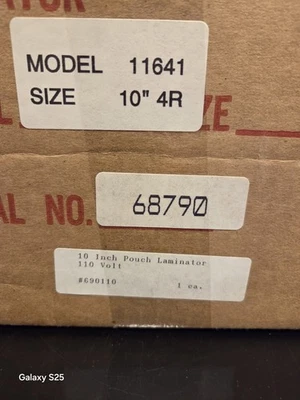 MODEL 11641
SIZE 10" 4R
ZE
AL NO. 68790
10 Inch Pouch Laminator
110 Volt
#690110 1 ea.
Galaxy S25